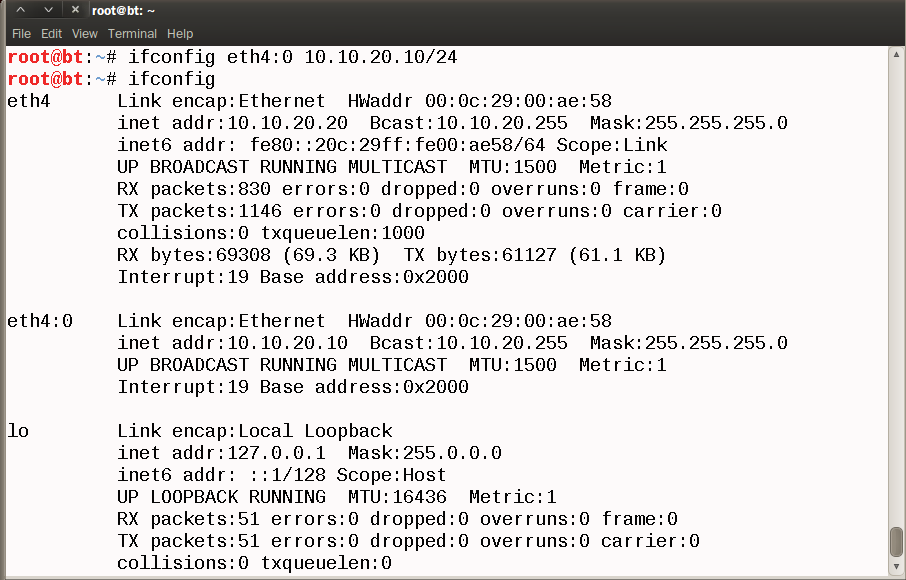 root@bt: ~
File Edit View Terminal Help
root@bt:~# ifconfig eth4:0 10.10.20.10/24
root@bt:~# ifconfig
eth4      Link encap:Ethernet  HWaddr 00:0c:29:00:ae:58
          inet addr:10.10.20.20  Bcast:10.10.20.255  Mask:255.255.255.0
          inet6 addr: fe80::20c:29ff:fe00:ae58/64 Scope:Link
          UP BROADCAST RUNNING MULTICAST  MTU:1500  Metric:1
          RX packets:830 errors:0 dropped:0 overruns:0 frame:0
          TX packets:1146 errors:0 dropped:0 overruns:0 carrier:0
          collisions:0 txqueuelen:1000
          RX bytes:69308 (69.3 KB)  TX bytes:61127 (61.1 KB)
          Interrupt:19 Base address:0x2000
eth4:0    Link encap:Ethernet  HWaddr 00:0c:29:00:ae:58
          inet addr:10.10.20.10  Bcast:10.10.20.255  Mask:255.255.255.0
          UP BROADCAST RUNNING MULTICAST  MTU:1500  Metric:1
          Interrupt:19 Base address:0x2000
lo        Link encap:Local Loopback
          inet addr:127.0.0.1  Mask:255.0.0.0
          inet6 addr: ::1/128 Scope:Host
          UP LOOPBACK RUNNING  MTU:16436  Metric:1
          RX packets:51 errors:0 dropped:0 overruns:0 frame:0
          TX packets:51 errors:0 dropped:0 overruns:0 carrier:0
          collisions:0 txqueuelen:0